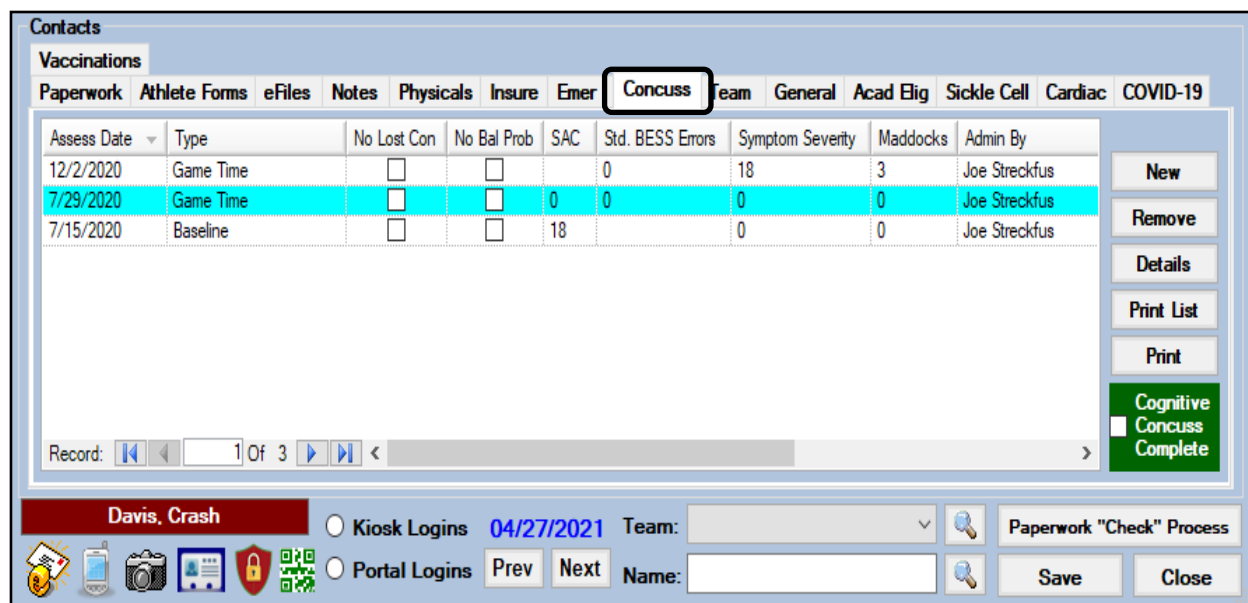 Contacts
Vaccinations
Paperwork Athlete Forms eFiles Notes Physicals Insure Emer Concuss Team General Acad Elig Sickle Cell Cardiac COVID-19
Assess Date Type No Lost Con No Bal Prob SAC Std. BESS Errors Symptom Severity Maddocks Admin By
12/2/2020 Game Time 0 18 3 Joe Streckfus
7/29/2020 Game Time 0 0 0 0 Joe Streckfus
7/15/2020 Baseline 18 0 0 Joe Streckfus
New
Remove
Details
Print List
Print
Cognitive
Concuss
Complete
Record: 1 Of 3
Davis, Crash
Kiosk Logins 04/27/2021 Team: Paperwork "Check" Process
Portal Logins Prev Next Name: Save Close